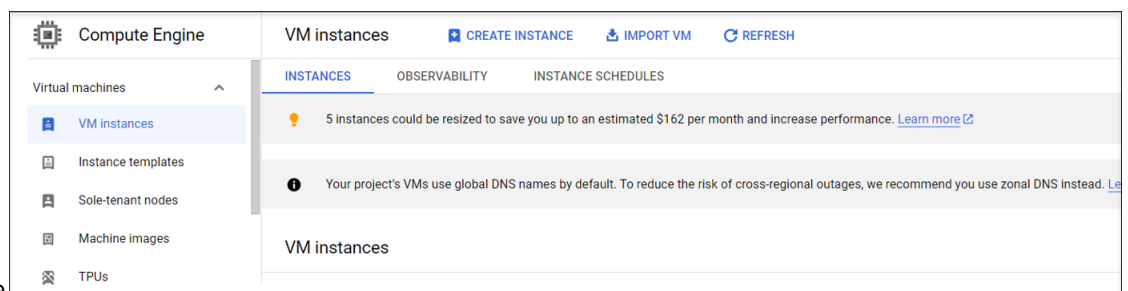 Compute Engine
VM instances
CREATE INSTANCE
IMPORT VM
REFRESH
Virtual machines
VM instances
Instance templates
Sole-tenant nodes
Machine images
TPUs
INSTANCES
OBSERVABILITY
INSTANCE SCHEDULES
5 instances could be resized to save you up to an estimated $162 per month and increase performance. Learn more
Your project's VMs use global DNS names by default. To reduce the risk of cross-regional outages, we recommend you use zonal DNS instead. Le
VM instances